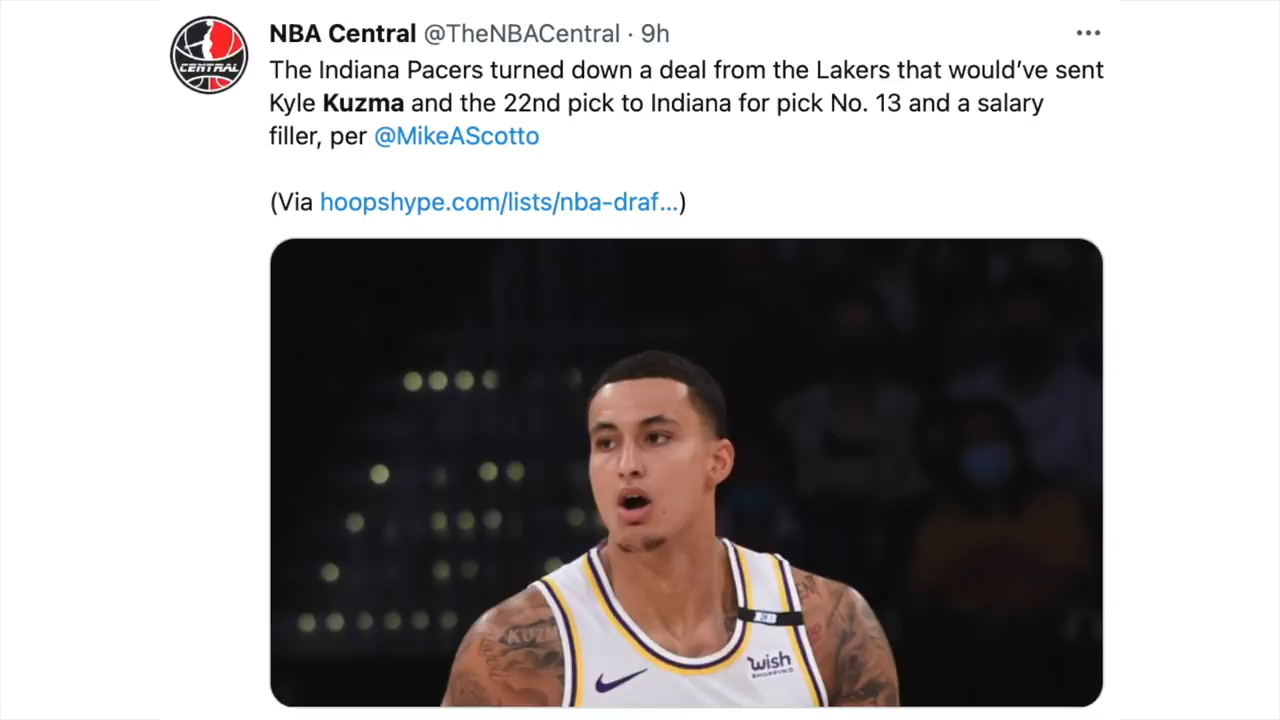 NBA Central @TheNBACentral · 9h
CENTRAL
The Indiana Pacers turned down a deal from the Lakers that would’ve sent
Kyle Kuzma and the 22nd pick to Indiana for pick No. 13 and a salary
filler, per @MikeAScotto
(Via hoopshype.com/lists/nba-draf...)
KUZM
wish
SHOPPING